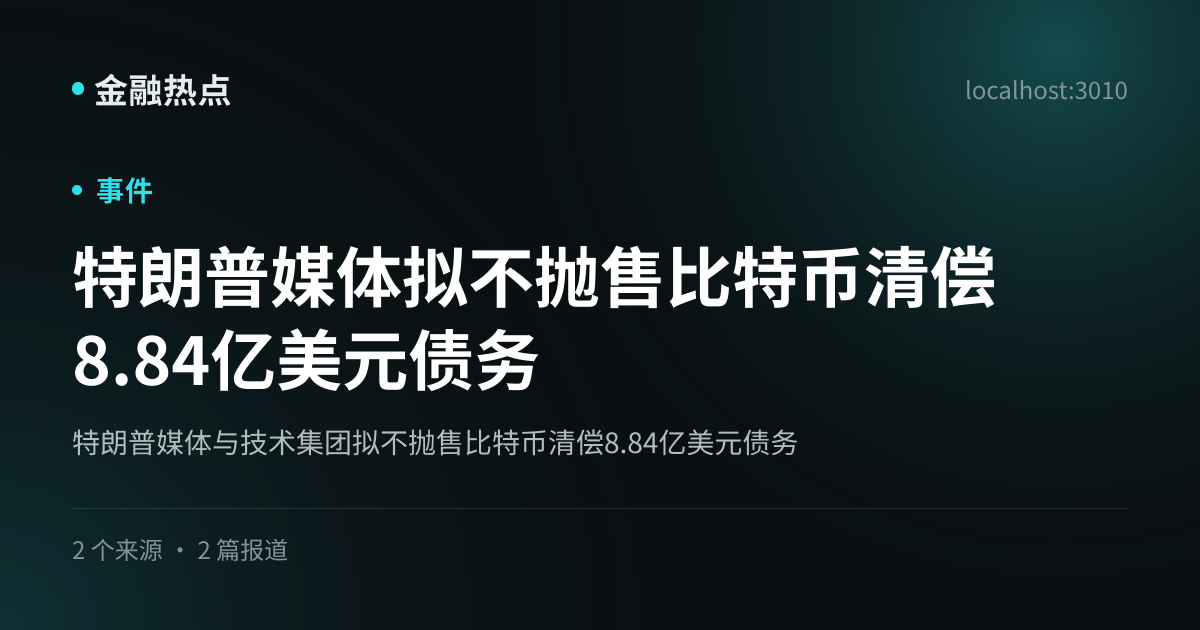 金融热点
localhost:3010
事件
特朗普媒体拟不抛售比特币清偿
8.84亿美元债务
特朗普媒体与技术集团拟不抛售比特币清偿8.84亿美元债务
2 个来源 · 2 篇报道